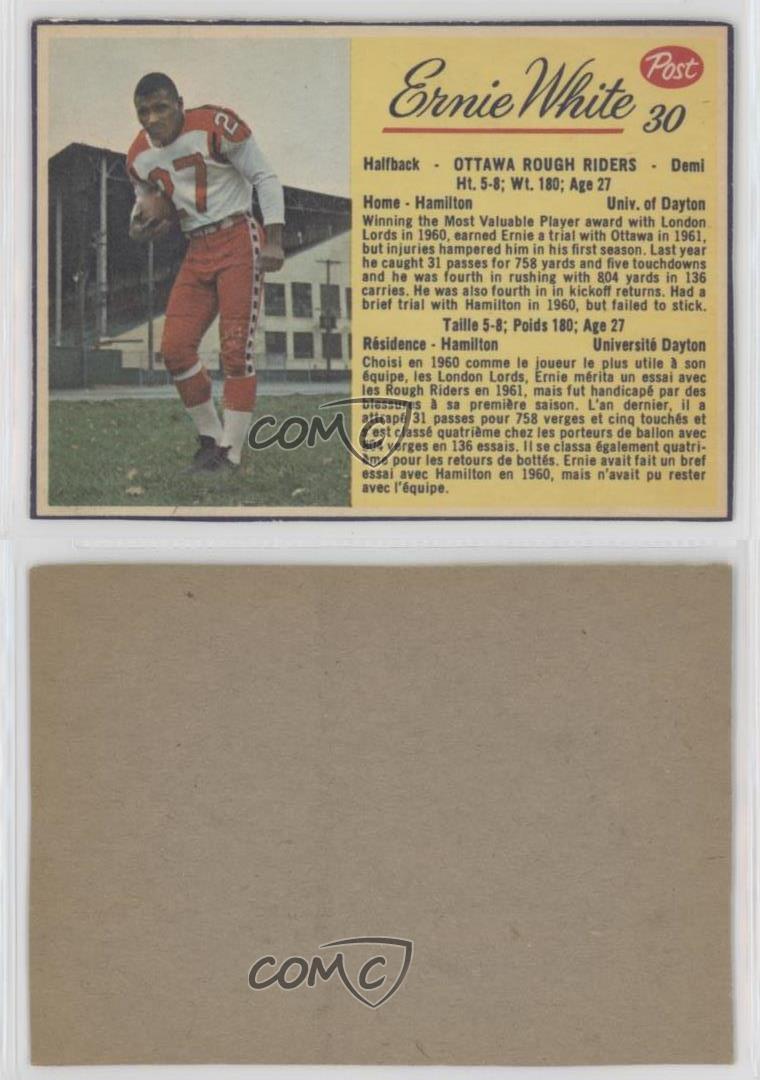 Ernie White
Post
30
27
2
Halfback - OTTAWA ROUGH RIDERS - Demi
Ht. 5-8; Wt. 180; Age 27
Home - Hamilton Univ. of Dayton
Winning the Most Valuable Player award with London
Lords in 1960, earned Ernie a trial with Ottawa in 1961,
but injuries hampered him in his first season. Last year
he caught 31 passes for 758 yards and five touchdowns
and he was fourth in rushing with 804 yards in 136
carries. He was also fourth in kickoff returns. Had a
brief trial with Hamilton in 1960, but failed to stick.
Taille 5-8; Poids 180; Age 27
Résidence - Hamilton Université Dayton
Choisi en 1960 comme le joueur le plus utile à son
équipe, les London Lords, Ernie mérita un essai avec
les Rough Riders en 1961, mais fut handicapé par des
blessures à sa première saison. L'an dernier, il a
attrapé 31 passes pour 758 verges et cinq touchés et
s'est classé quatrième chez les porteurs de ballon avec
804 verges en 136 essais. Il se classa également quatri-
ème pour les retours de bottés. Ernie avait fait un bref
essai avec Hamilton en 1960, mais n'avait pu rester
avec l'équipe.
COMC
COMC